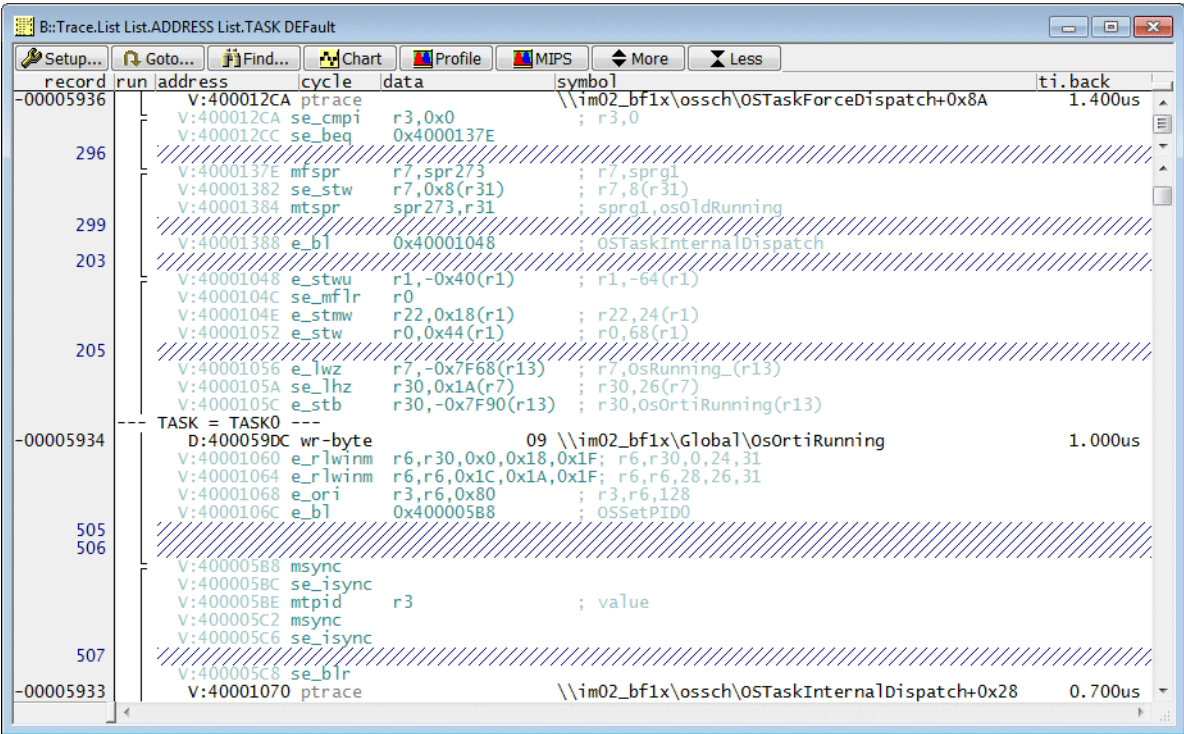 B::Trace.List List.ADDRESS List.TASK DEFault
Setup... Goto... Find... Chart Profile MIPS More Less
record run address cycle data symbol ti.back
-00005936 V:400012CA ptrace \\im02_bf1x\ossch\OSTaskForceDispatch+0x8A 1.400us
V:400012CA se_cmpi r3,0x0 ; r3,0
V:400012CC se_beq 0x4000137E
296
V:4000137E mfspr r7,spr273 ; r7,sprg1
V:40001382 se_stw r7,0x8(r31) ; r7,8(r31)
V:40001384 mtspr spr273,r31 ; sprg1,osOldRunning
299
V:40001388 e_bl 0x40001048 ; OSTaskInternalDispatch
203
V:40001048 e_stwu r1,-0x40(r1) ; r1,-64(r1)
V:4000104C se_mflr r0
V:4000104E e_stmw r22,0x18(r1) ; r22,24(r1)
V:40001052 e_stw r0,0x44(r1) ; r0,68(r1)
205
V:40001056 e_lwz r7,-0x7F68(r13) ; r7,OsRunning_(r13)
V:4000105A se_lhz r30,0x1A(r7) ; r30,26(r7)
V:4000105C e_stb r30,-0x7F90(r13) ; r30,OsOrtiRunning(r13)
--- TASK = TASK0 ---
-00005934 D:400059DC wr-byte 09 \\im02_bf1x\Global\OsOrtiRunning 1.000us
V:40001060 e_rlwinm r6,r30,0x0,0x18,0x1F; r6,r30,0,24,31
V:40001064 e_rlwinm r6,r6,0x1C,0x1A,0x1F; r6,r6,28,26,31
V:40001068 e_ori r3,r6,0x80 ; r3,r6,128
V:4000106C e_bl 0x400005B8 ; OSSetPID0
505
506
V:400005B8 msync
V:400005BC se_isync
V:400005BE mtpid r3 ; value
V:400005C2 msync
V:400005C6 se_isync
507
V:400005C8 se_blr
-00005933 V:40001070 ptrace \\im02_bf1x\ossch\OSTaskInternalDispatch+0x28 0.700us